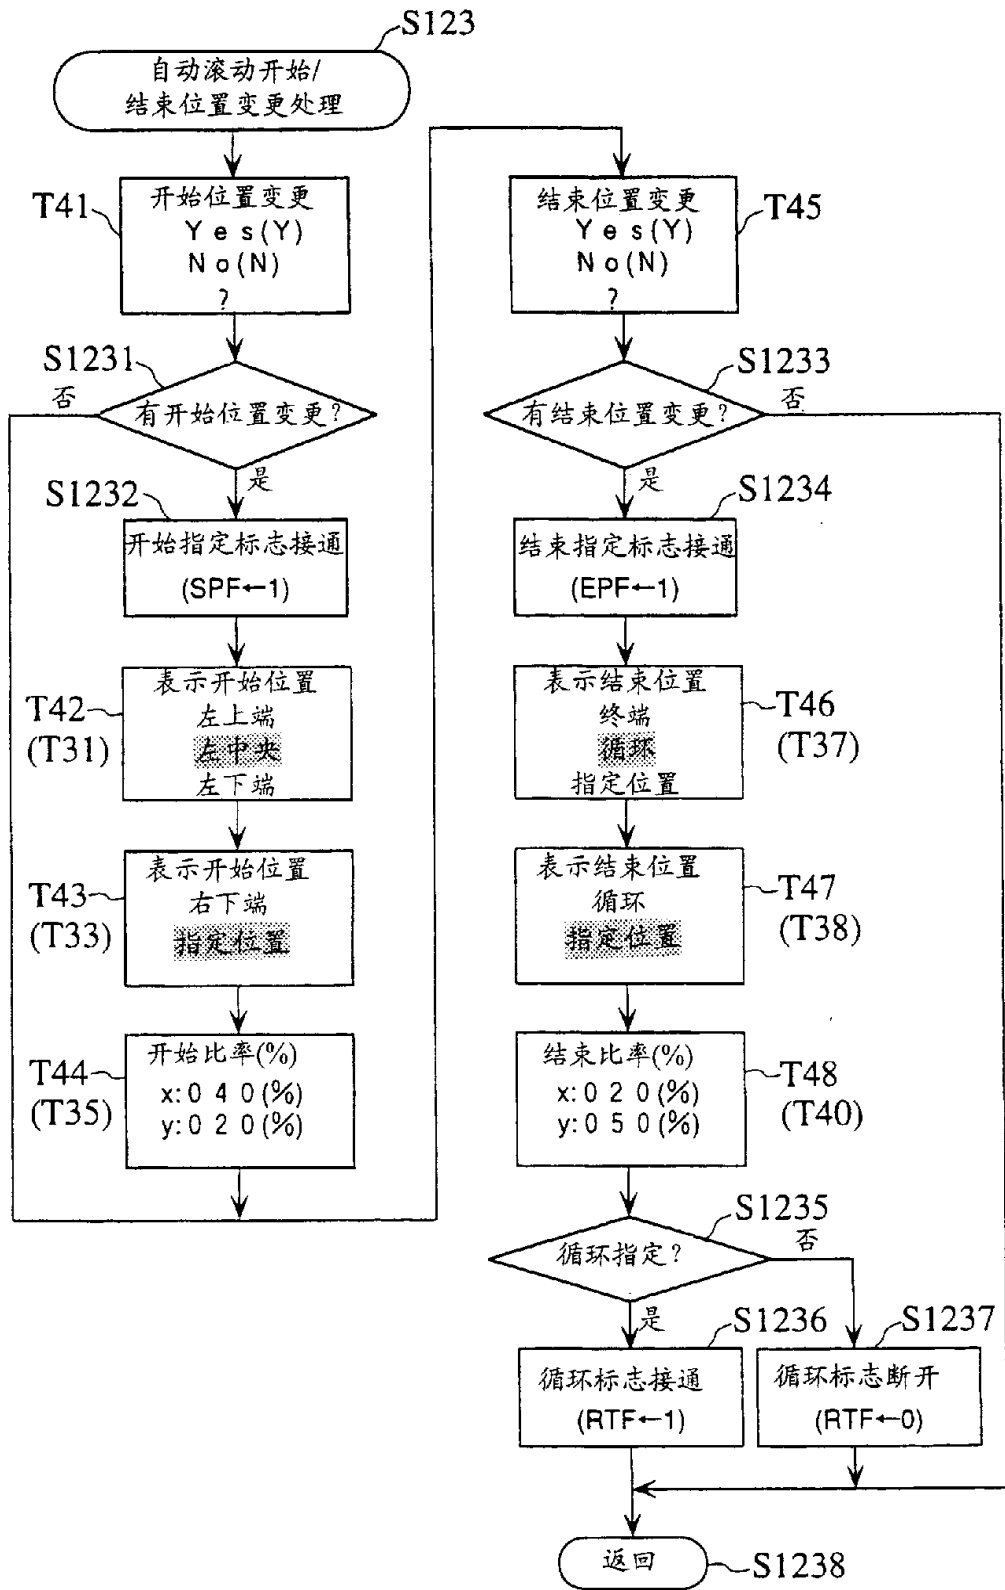 S123
自动滚动开始/
结束位置变更处理
T41
开始位置变更
Yes(Y)
No(N)
?
S1231
否
有开始位置变更?
是
S1232
开始指定标志接通
(SPF←1)
T42
(T31)
表示开始位置
左上端
左中央
左下端
T43
(T33)
表示开始位置
右下端
指定位置
T44
(T35)
开始比率(%)
x:040(%)
y:020(%)
结束位置变更
Yes(Y)
No(N)
?
T45
S1233
有结束位置变更?
否
是
S1234
结束指定标志接通
(EPF←1)
表示结束位置
终端
循环
指定位置
T46
(T37)
表示结束位置
循环
指定位置
T47
(T38)
结束比率(%)
x:020(%)
y:050(%)
T48
(T40)
S1235
循环指定?
否
是
S1236
循环标志接通
(RTF←1)
S1237
循环标志断开
(RTF←0)
返回
S1238